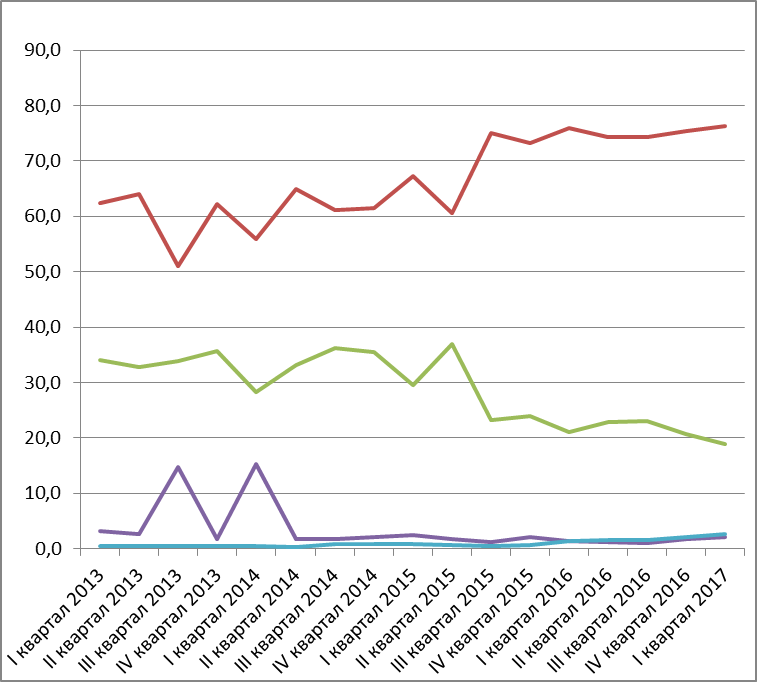 90,0
80,0
70,0
60,0
50,0
40,0
30,0
20,0
10,0
0,0
I квартал 2013
II квартал 2013
III квартал 2013
IV квартал 2013
I квартал 2014
II квартал 2014
III квартал 2014
IV квартал 2014
I квартал 2015
II квартал 2015
III квартал 2015
IV квартал 2015
I квартал 2016
II квартал 2016
III квартал 2016
IV квартал 2016
I квартал 2017